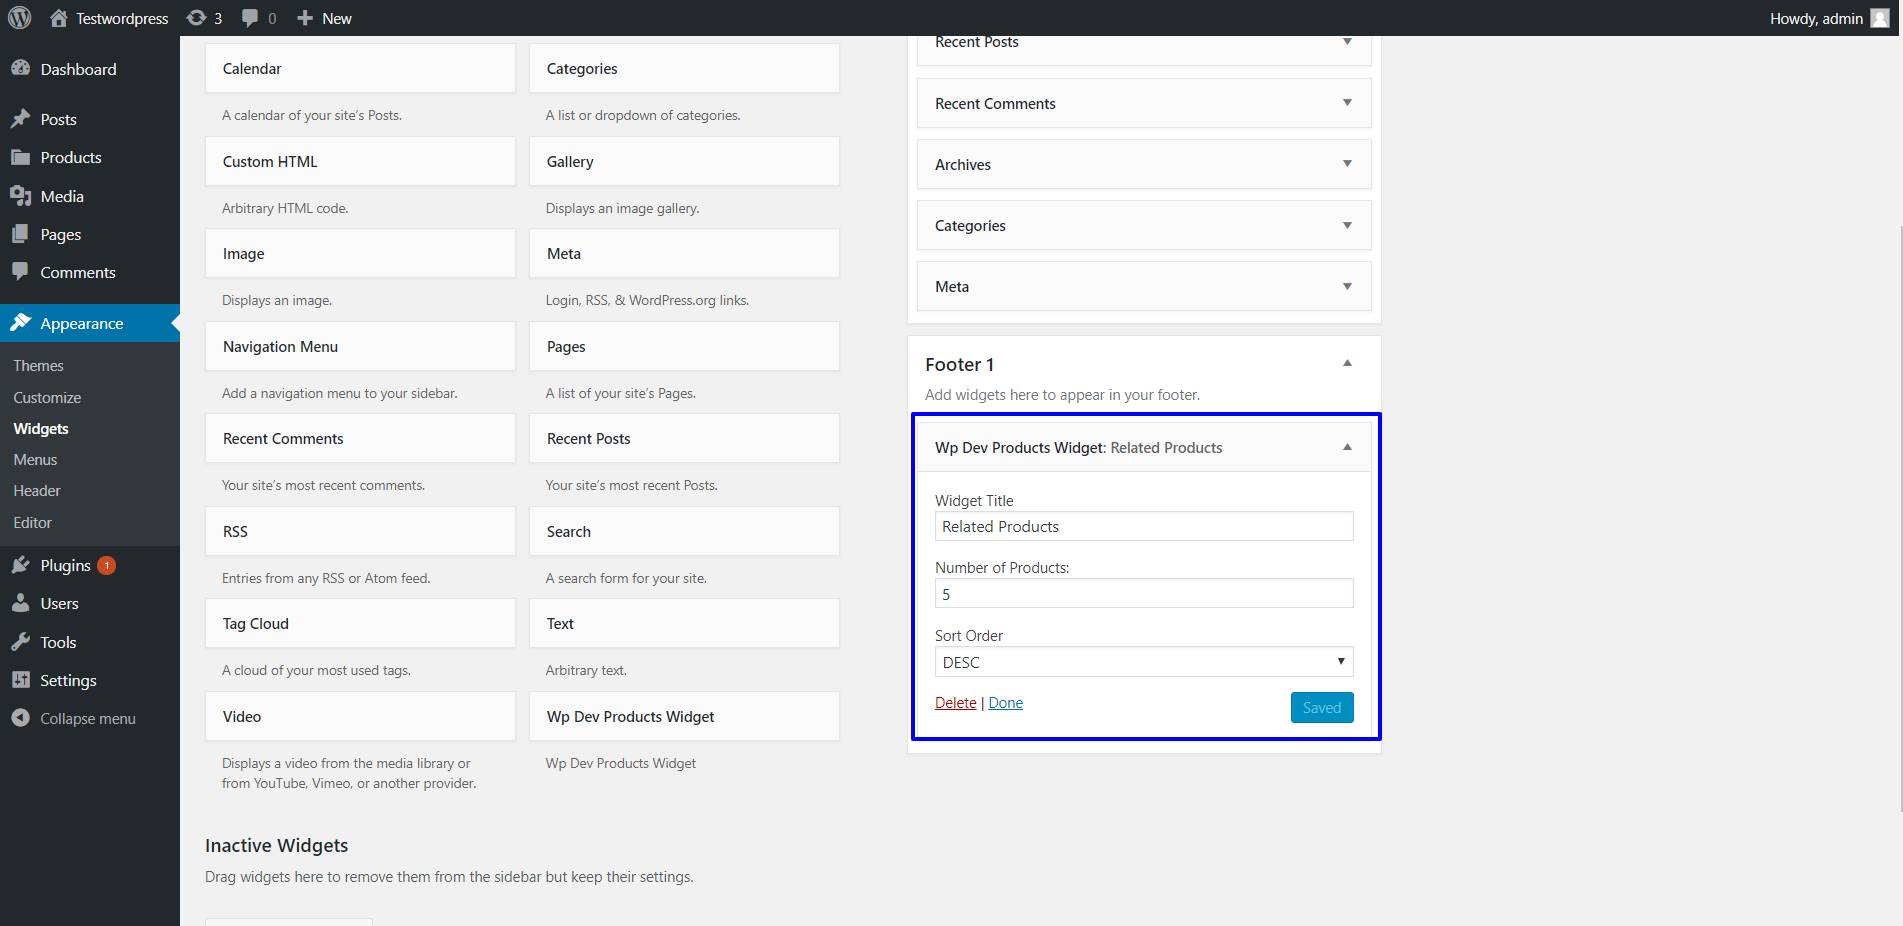 Testwordpress 3 0 New Howdy, admin
Dashboard
Posts
Products
Media
Pages
Comments
Appearance
Themes
Customize
Widgets
Menus
Header
Editor
Plugins 1
Users
Tools
Settings
Collapse menu
Calendar
A calendar of your site's Posts.
Categories
A list or dropdown of categories.
Custom HTML
Arbitrary HTML code.
Gallery
Displays an image gallery.
Image
Displays an image.
Meta
Login, RSS, & WordPress.org links.
Navigation Menu
Add a navigation menu to your sidebar.
Pages
A list of your site's Pages.
Recent Comments
Your site's most recent comments.
Recent Posts
Your site's most recent Posts.
RSS
Entries from any RSS or Atom feed.
Search
A search form for your site.
Tag Cloud
A cloud of your most used tags.
Text
Arbitrary text.
Video
Displays a video from the media library or
from YouTube, Vimeo, or another provider.
Wp Dev Products Widget
Wp Dev Products Widget
Inactive Widgets
Drag widgets here to remove them from the sidebar but keep their settings.
Recent Posts
Recent Comments
Archives
Categories
Meta
Footer 1
Add widgets here to appear in your footer.
Wp Dev Products Widget: Related Products
Widget Title
Related Products
Number of Products:
5
Sort Order
DESC
Delete | Done Saved